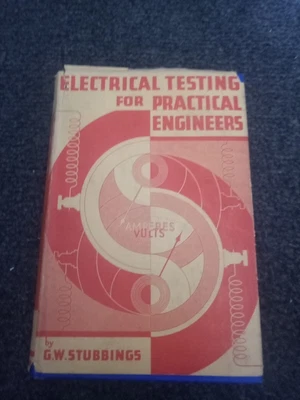 ELECTRICAL TESTING
FOR PRACTICAL
ENGINEERS
AMPERES
VOLTS
by
G.W. STUBBINGS